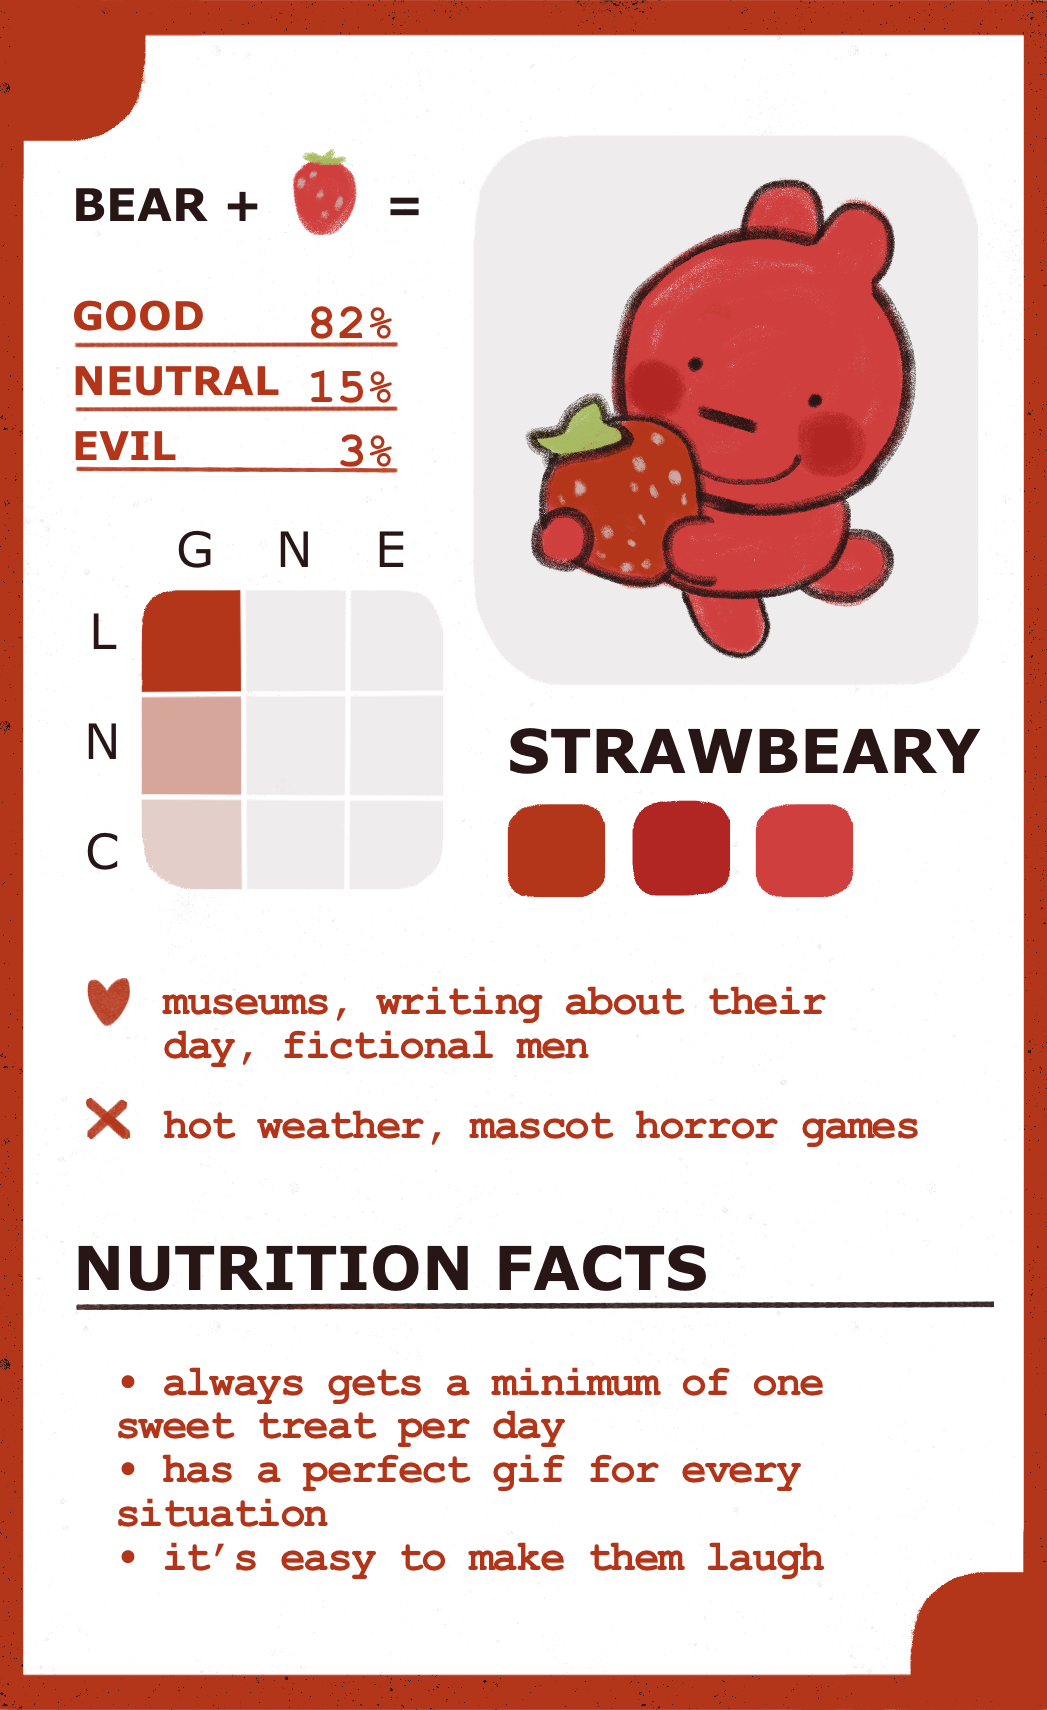 BEAR + =
GOOD 82%
NEUTRAL 15%
EVIL 3%
G N E
L
N
C
STRAWBEARY
museums, writing about their
day, fictional men
hot weather, mascot horror games
NUTRITION FACTS
• always gets a minimum of one
sweet treat per day
• has a perfect gif for every
situation
• it’s easy to make them laugh